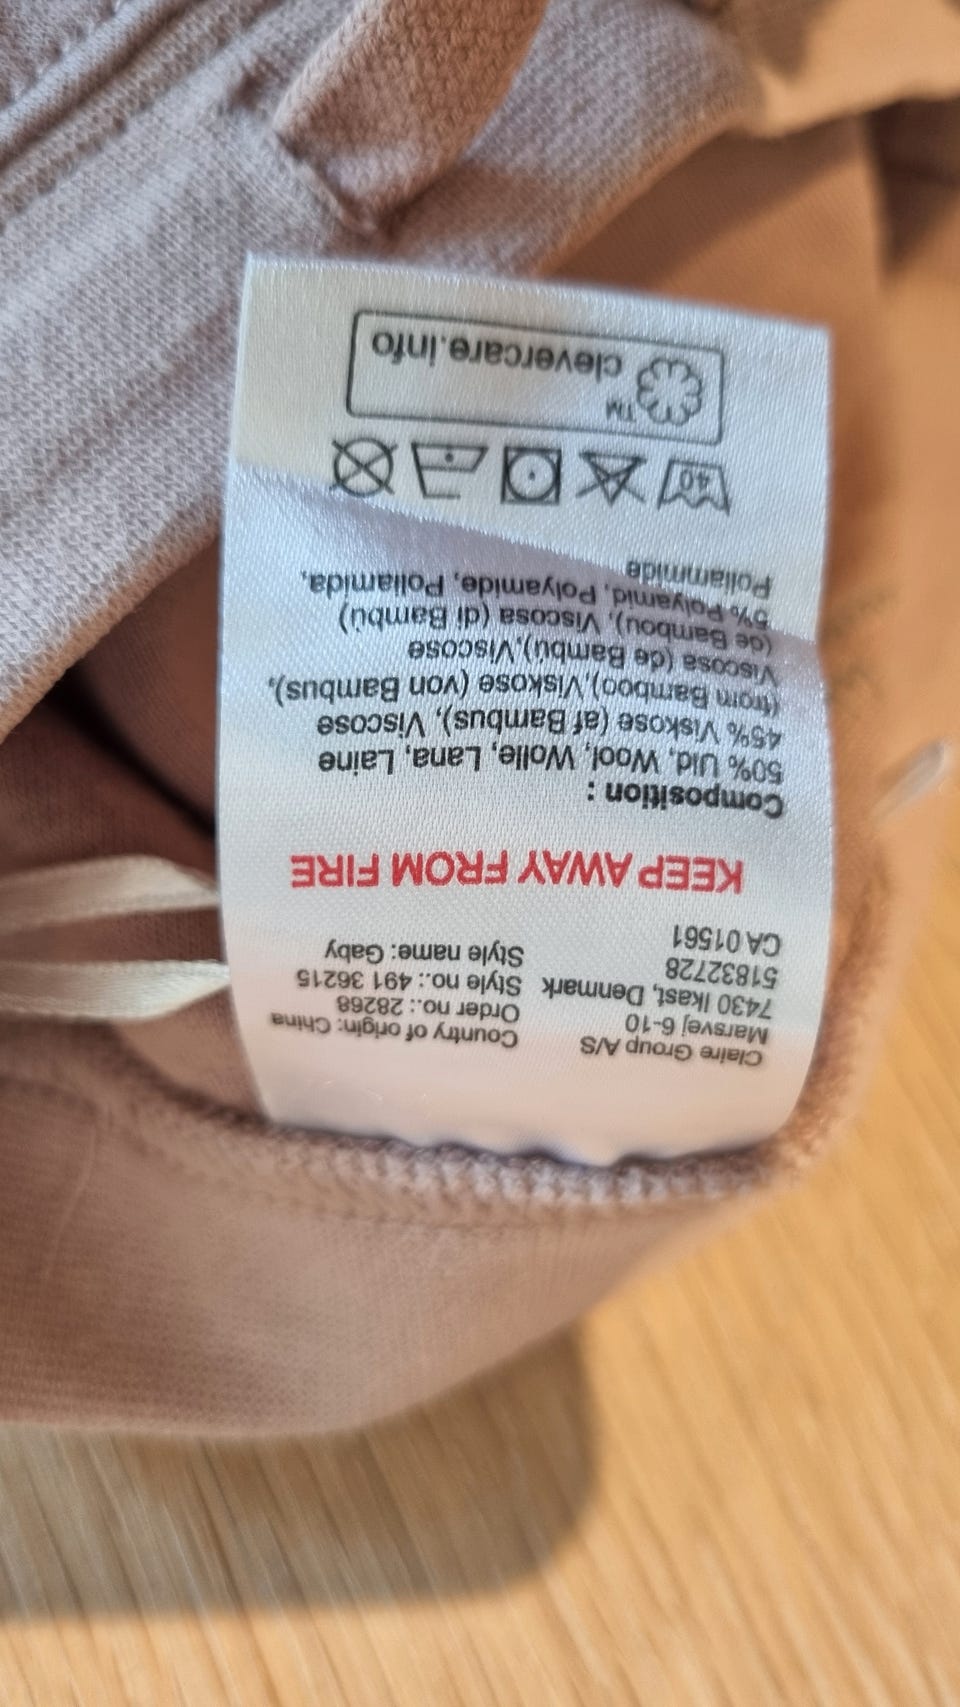 Claire Group A/S
Marsvej 6-10
7430 Ikast, Denmark
51832728
CA 01561
Country of origin: China
Order no.: 28268
Style no.: 491 36215
Style name: Gaby
KEEP AWAY FROM FIRE
Composition :
50% Uld, Wool, Wolle, Lana, Laine
45% Viskose (af Bambus), Viscose
(from Bamboo),Viskose (von Bambus),
Viscosa (de Bambú),Viscose
(de Bambou), Viscosa (di Bambù)
5% Polyamid, Polyamide, Poliamida,
Poliammide
40
TM
clevercare.info